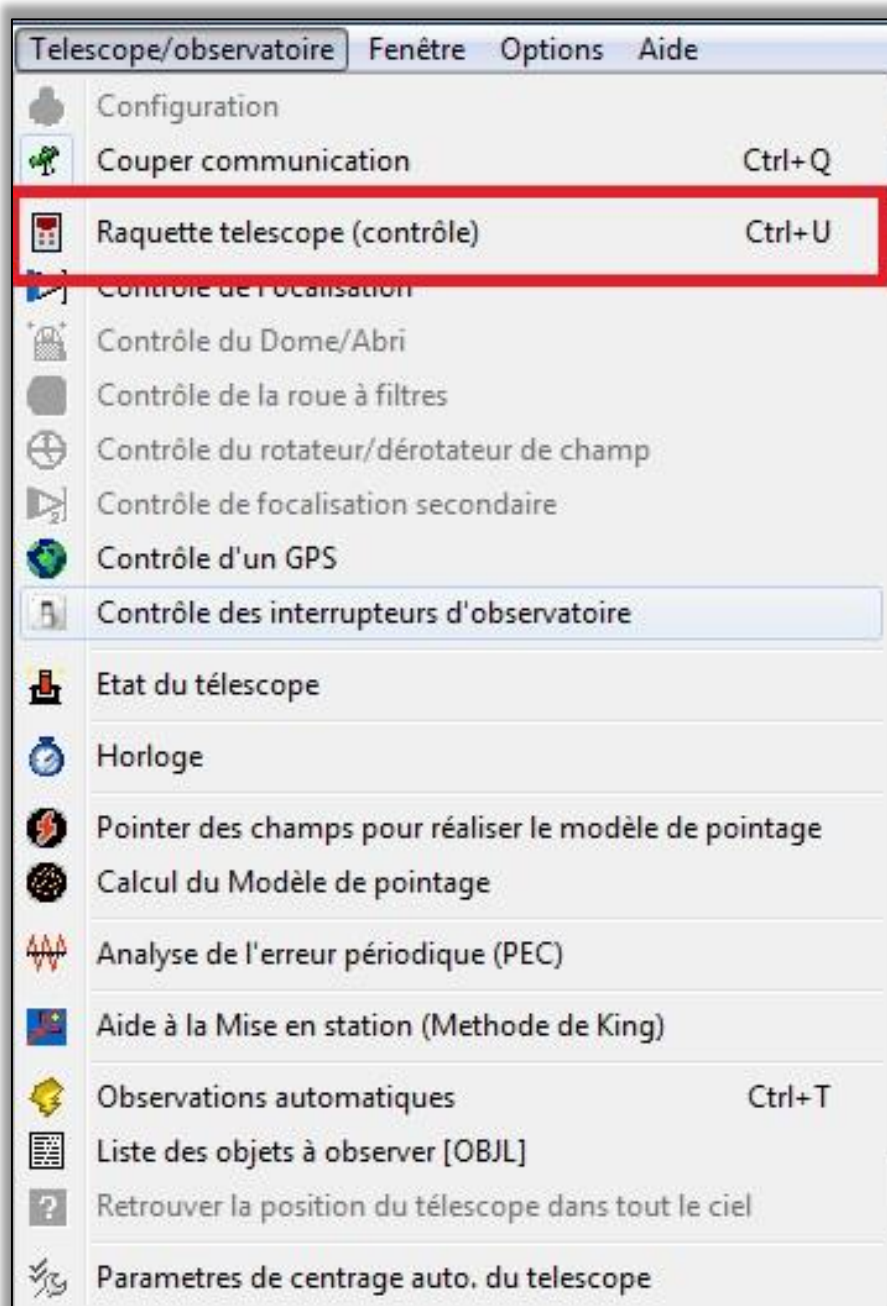 Telescope/observatoire Fenêtre Options Aide
Configuration
Couper communication Ctrl+Q
Raquette telescope (contrôle) Ctrl+U
Contrôle de Focalisation
Contrôle du Dome/Abri
Contrôle de la roue à filtres
Contrôle du rotateur/dérotateur de champ
Contrôle de focalisation secondaire
2
Contrôle d'un GPS
Contrôle des interrupteurs d'observatoire
Etat du télescope
Horloge
Pointer des champs pour réaliser le modèle de pointage
Calcul du Modèle de pointage
Analyse de l'erreur périodique (PEC)
Aide à la Mise en station (Methode de King)
Observations automatiques Ctrl+T
Liste des objets à observer [OBJL]
? Retrouver la position du télescope dans tout le ciel
Parametres de centrage auto. du telescope